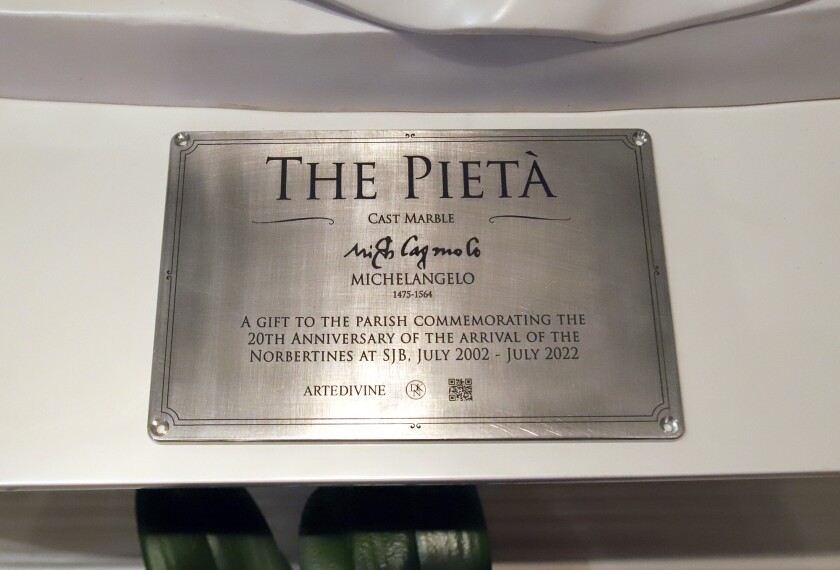 THE PIETÀ
CAST MARBLE
MICHELANGELO
1475-1564
A GIFT TO THE PARISH COMMEMORATING THE
20TH ANNIVERSARY OF THE ARRIVAL OF THE
NORBERTINES AT SJB, JULY 2002 - JULY 2022
ARTEDIVINE